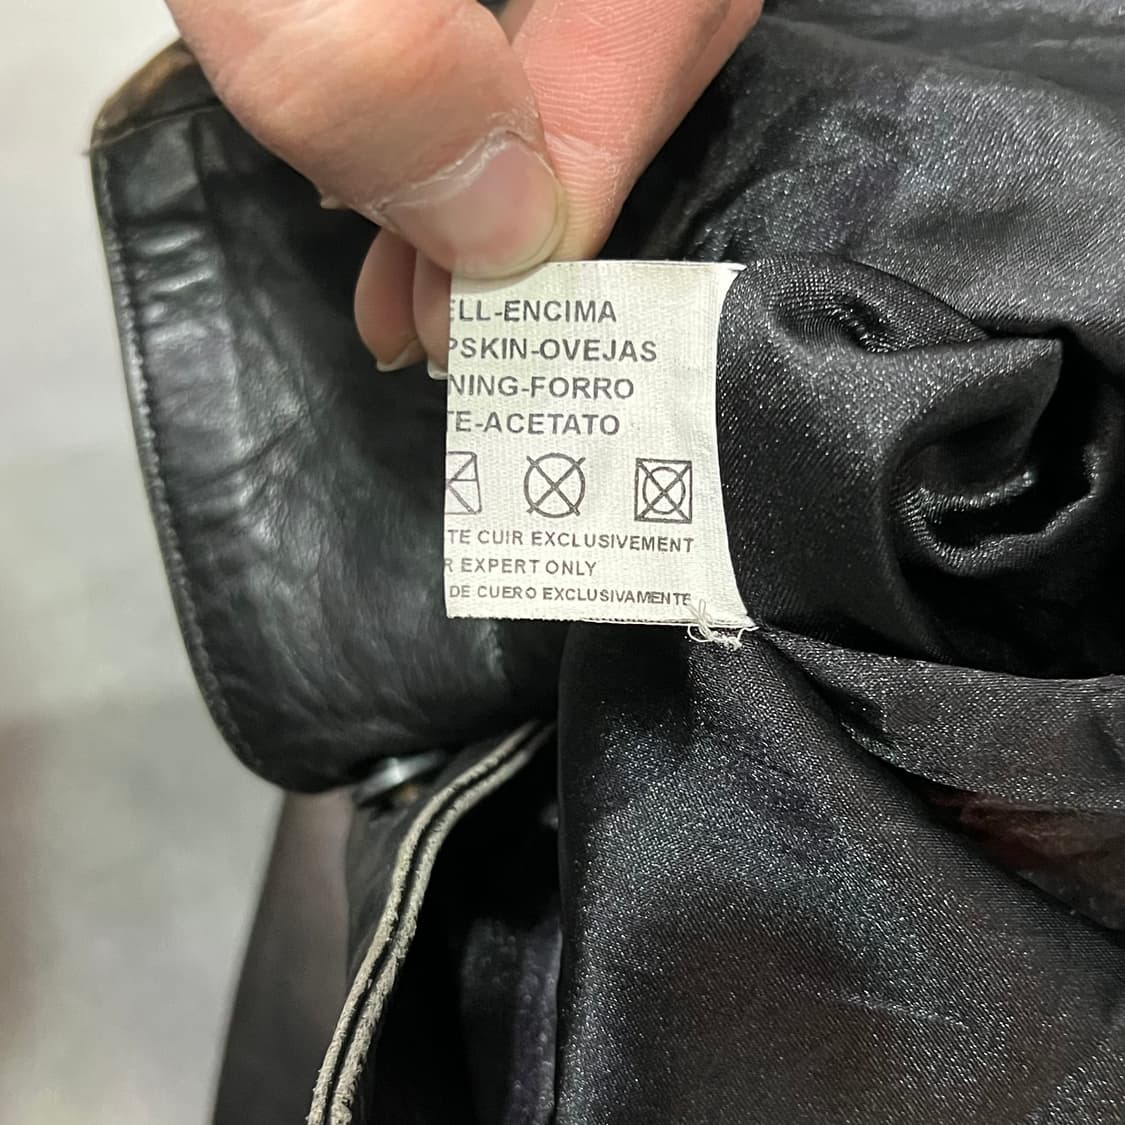 ELL-ENCIMA
PSKIN-OVEJAS
NING-FORRO
TE-ACETATO
TE CUIR EXCLUSIVEMENT
R EXPERT ONLY
DE CUERO EXCLUSIVAMENTE